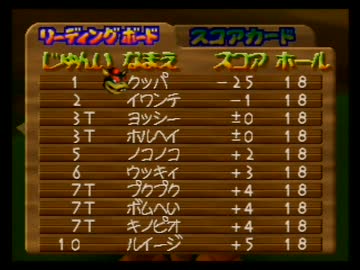 リーディングボード スコアカード
じゅんい なまえ スコア ホール
1 クッパ -25 18
2 イワンテ -1 18
3T ヨッシー ±0 18
3T ホルヘイ ±0 18
5 ノコノコ +2 18
6 ウッキィ +3 18
7T プクプク +4 18
7T ボムへい +4 18
7T キノピオ +4 18
10 ルイージ +5 18